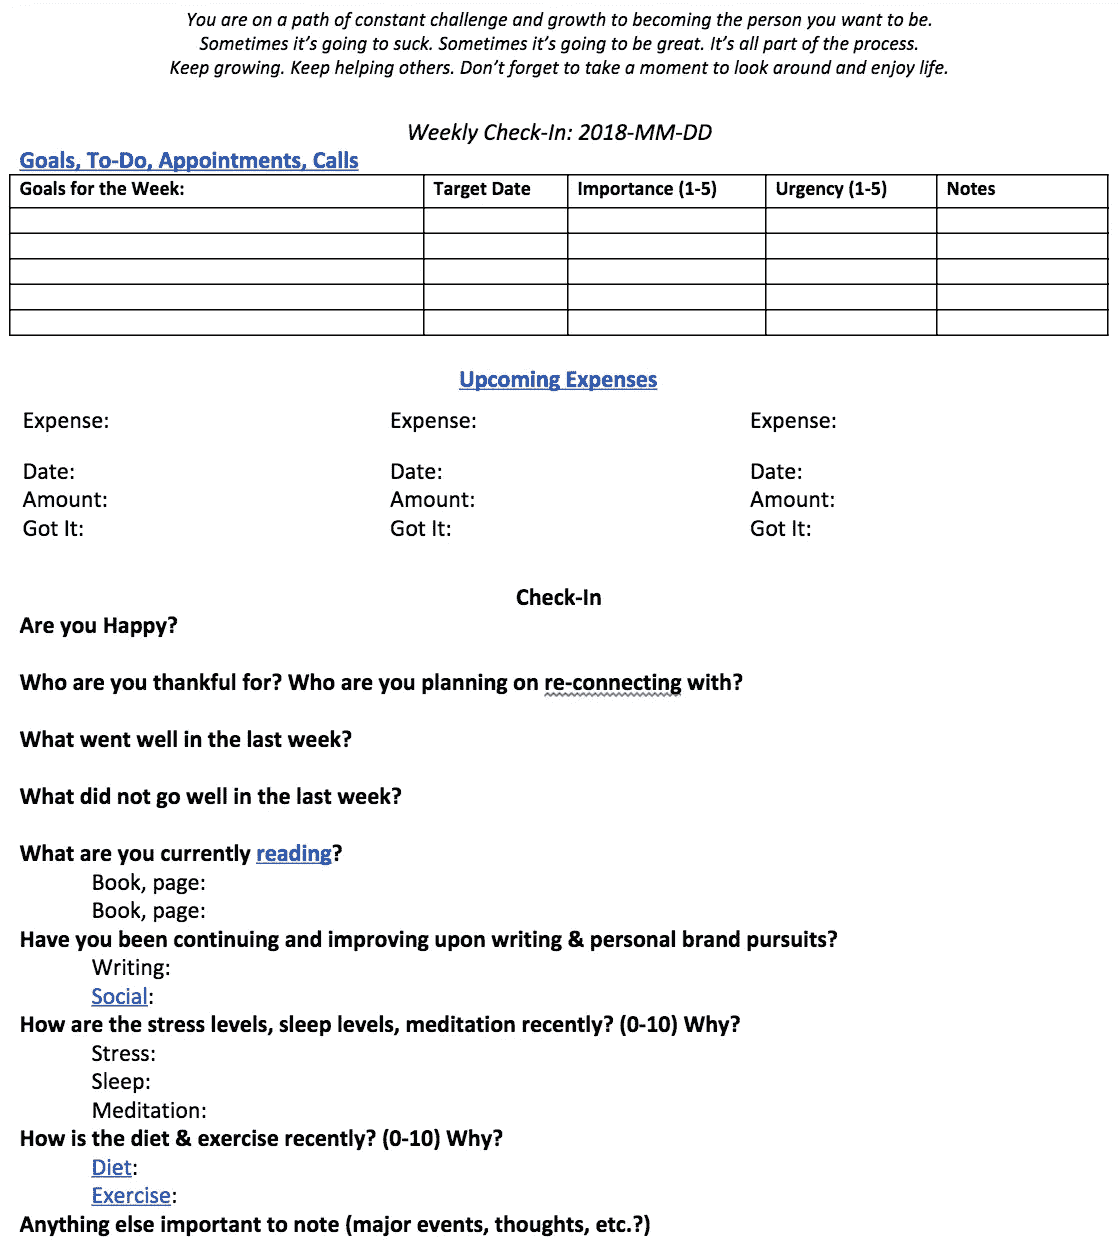 You are on a path of constant challenge and growth to becoming the person you want to be.
Sometimes it's going to suck. Sometimes it's going to be great. It's all part of the process.
Keep growing. Keep helping others. Don't forget to take a moment to look around and enjoy life.
Weekly Check-In: 2018-MM-DD
Goals, To-Do, Appointments, Calls
Goals for the Week: Target Date Importance (1-5) Urgency (1-5) Notes
Upcoming Expenses
Expense: Expense: Expense:
Date: Date: Date:
Amount: Amount: Amount:
Got It: Got It: Got It:
Check-In
Are you Happy?
Who are you thankful for? Who are you planning on re-connecting with?
What went well in the last week?
What did not go well in the last week?
What are you currently reading?
Book, page:
Book, page:
Have you been continuing and improving upon writing & personal brand pursuits?
Writing:
Social:
How are the stress levels, sleep levels, meditation recently? (0-10) Why?
Stress:
Sleep:
Meditation:
How is the diet & exercise recently? (0-10) Why?
Diet:
Exercise:
Anything else important to note (major events, thoughts, etc.?)